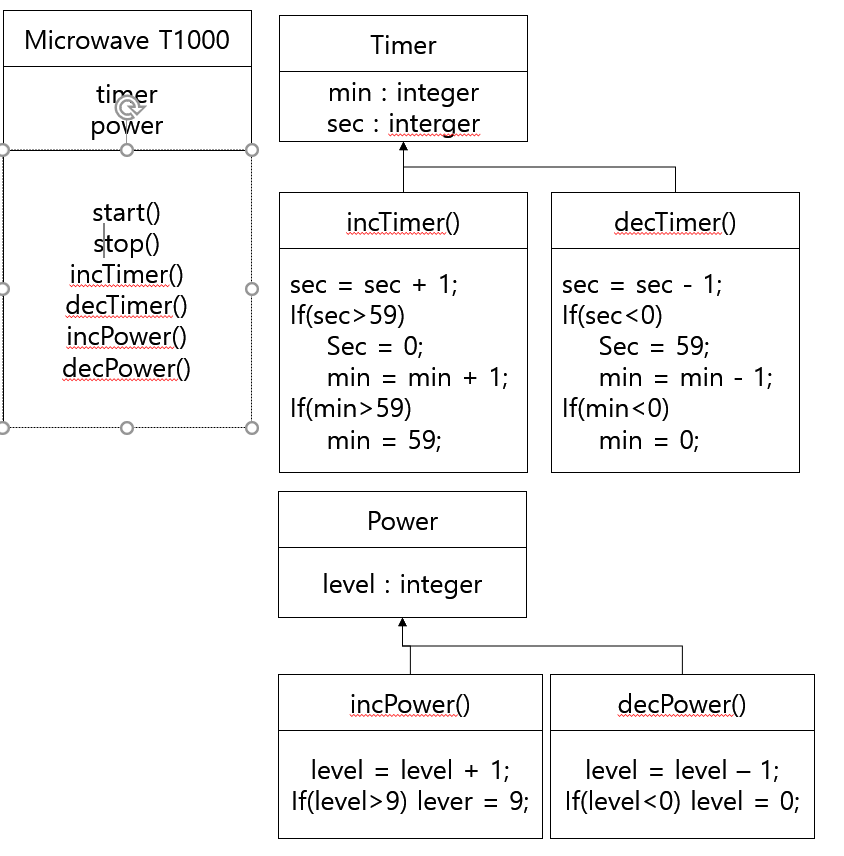 Microwave T1000
timer
power
start()
stop()
incTimer()
decTimer()
incPower()
decPower()
Timer
min : integer
sec : interger
incTimer()
sec = sec + 1;
If(sec>59)
Sec = 0;
min = min + 1;
If(min>59)
min = 59;
decTimer()
sec = sec - 1;
If(sec<0)
Sec = 59;
min = min - 1;
If(min<0)
min = 0;
Power
level : integer
incPower()
level = level + 1;
If(level>9) lever = 9;
decPower()
level = level – 1;
If(level<0) level = 0;